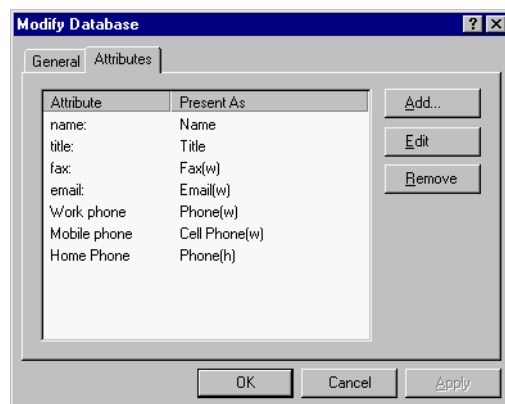 Modify Database
General Attributes
Attribute Present As
name: Name
title: Title
fax: Fax(w)
email: Email(w)
Work phone Phone(w)
Mobile phone Cell Phone(w)
Home Phone Phone(h)
Add...
Edit
Remove
OK Cancel Apply